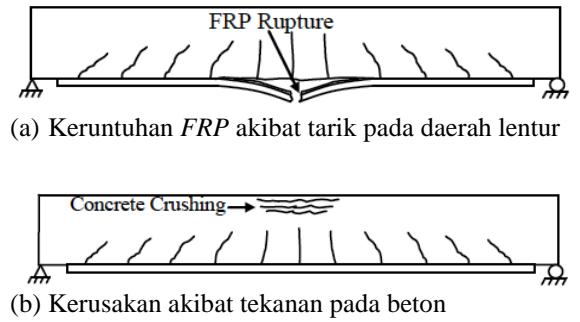 FRP Rupture
(a) Keruntuhan FRP akibat tarik pada daerah lentur
Concrete Crushing
(b) Kerusakan akibat tekanan pada beton